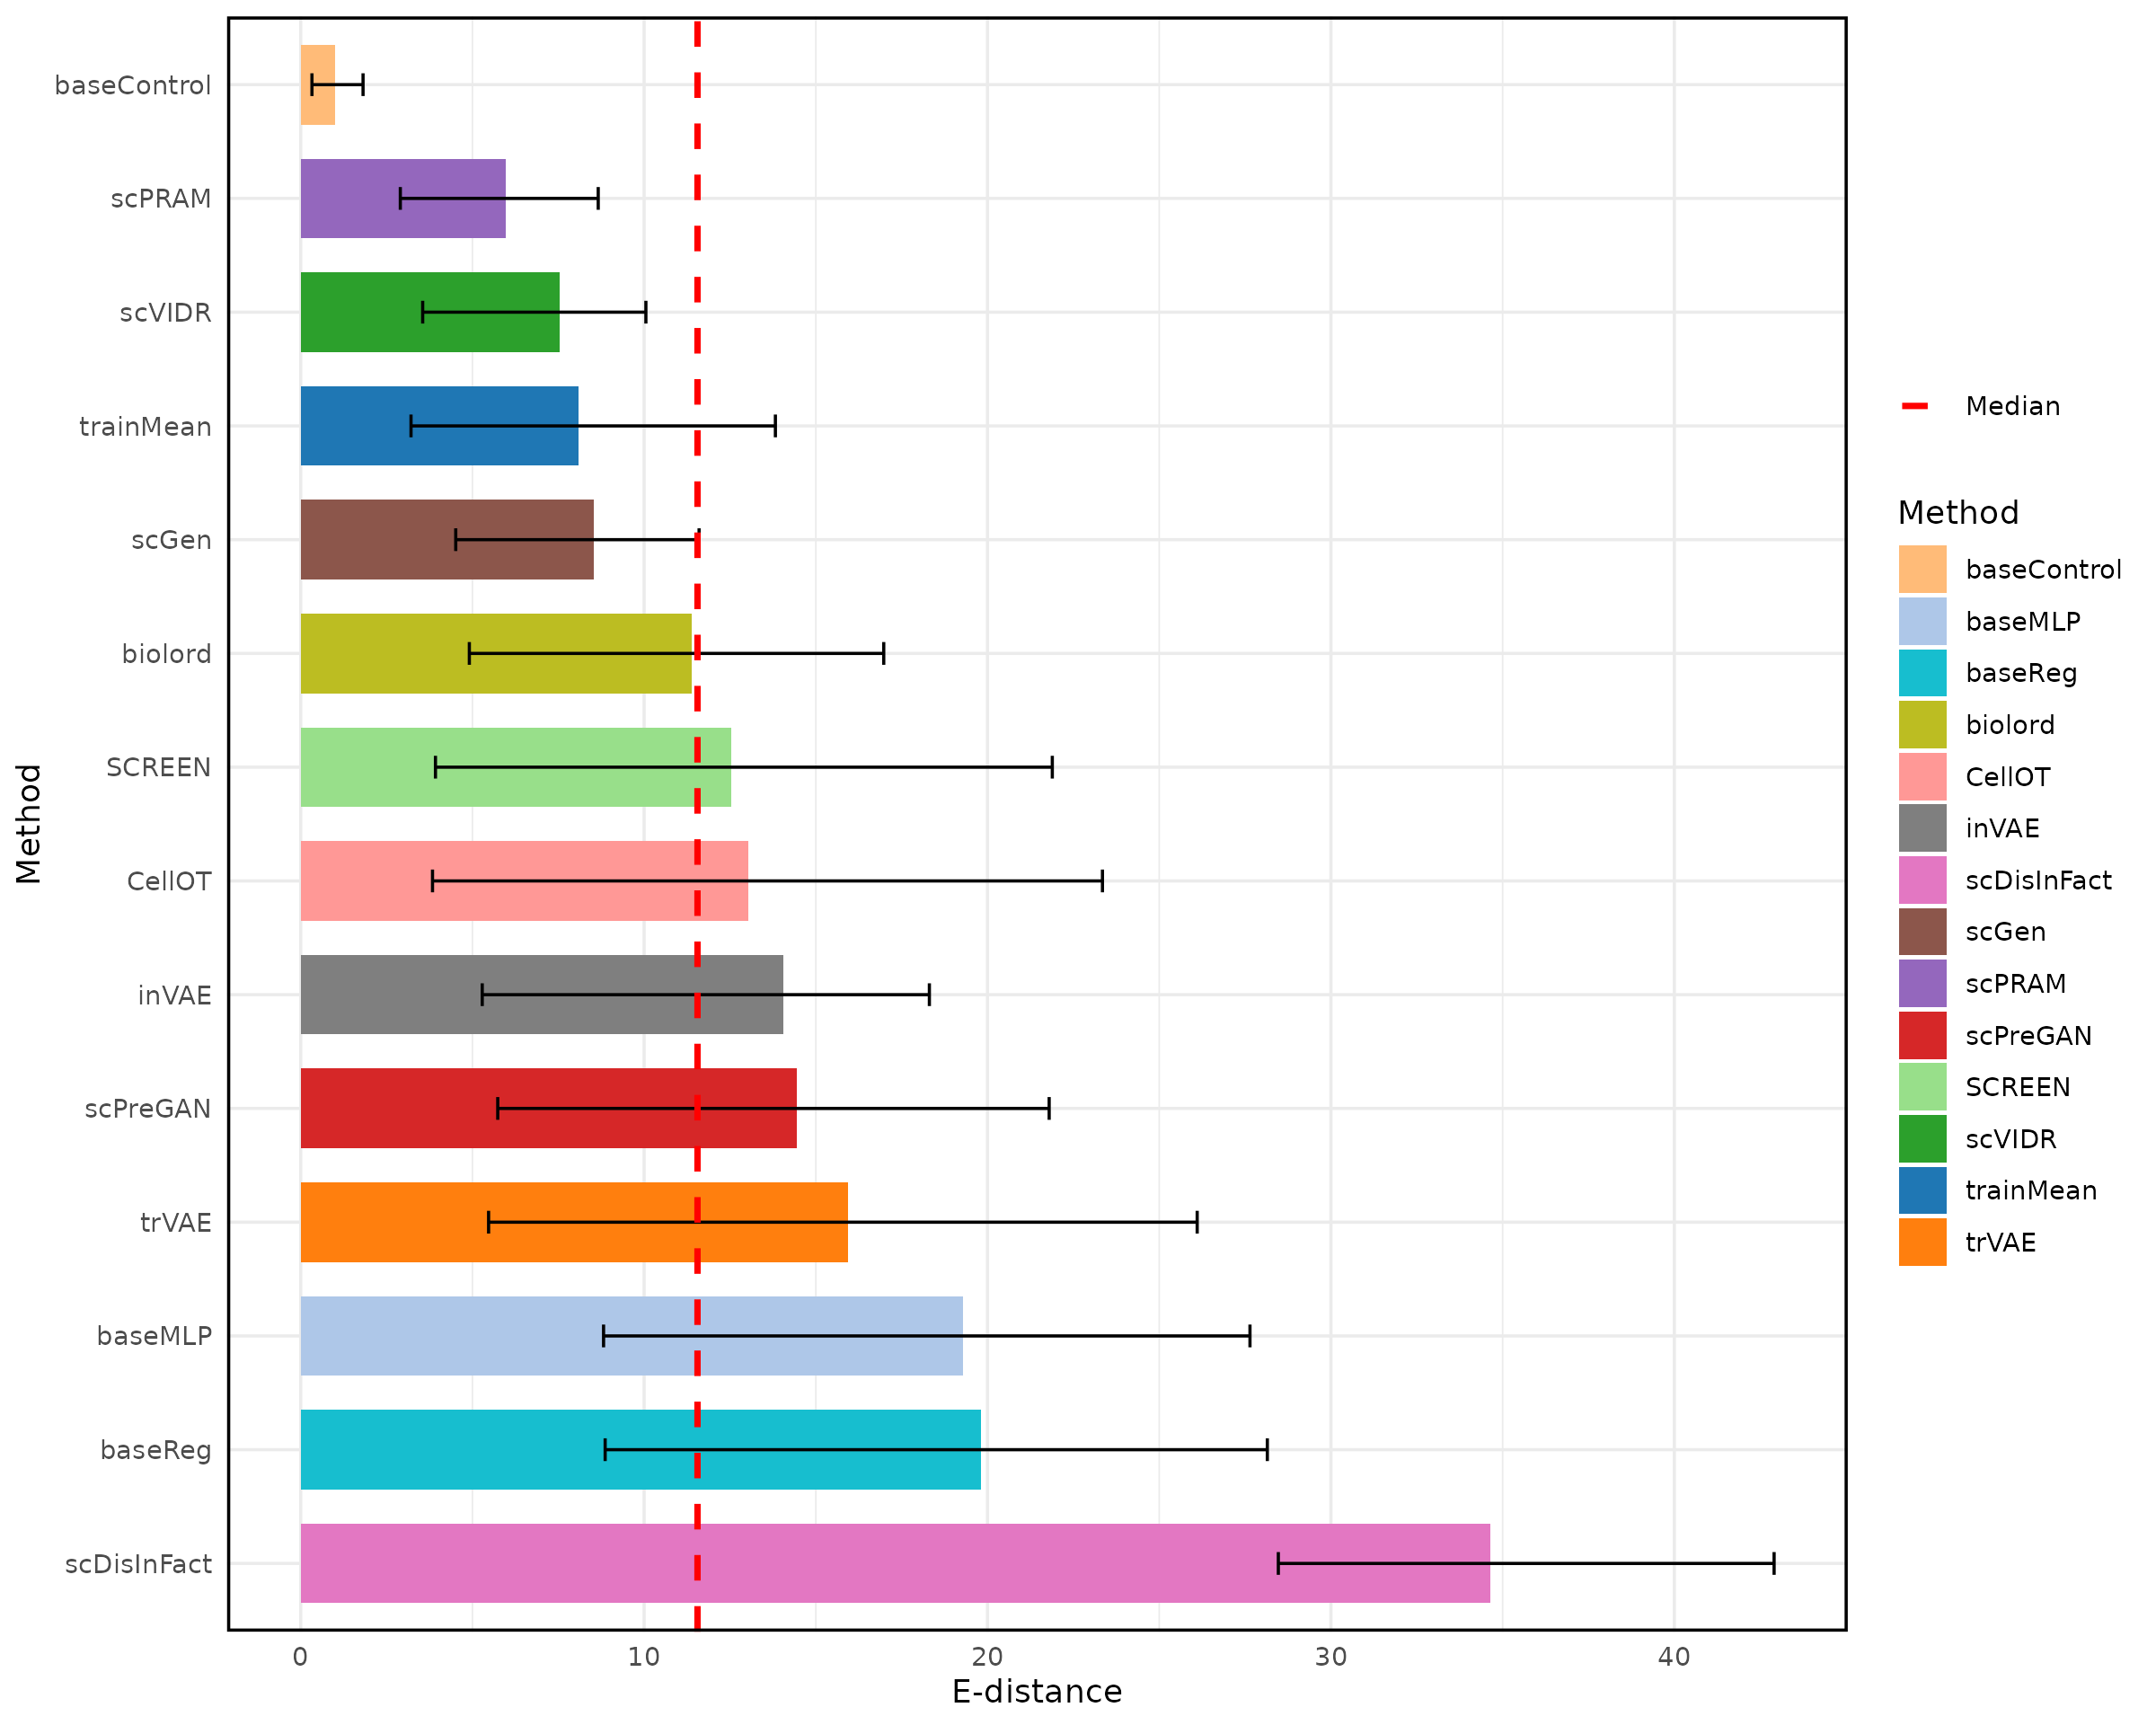 Method
baseControl
scPRAM
scVIDR
trainMean
scGen
biolord
SCREEN
CellOT
inVAE
scPreGAN
trVAE
baseMLP
baseReg
scDisInFact
0 10 20 30 40
E-distance
Median
Method
baseControl
baseMLP
baseReg
biolord
CellOT
inVAE
scDisInFact
scGen
scPRAM
scPreGAN
SCREEN
scVIDR
trainMean
trVAE